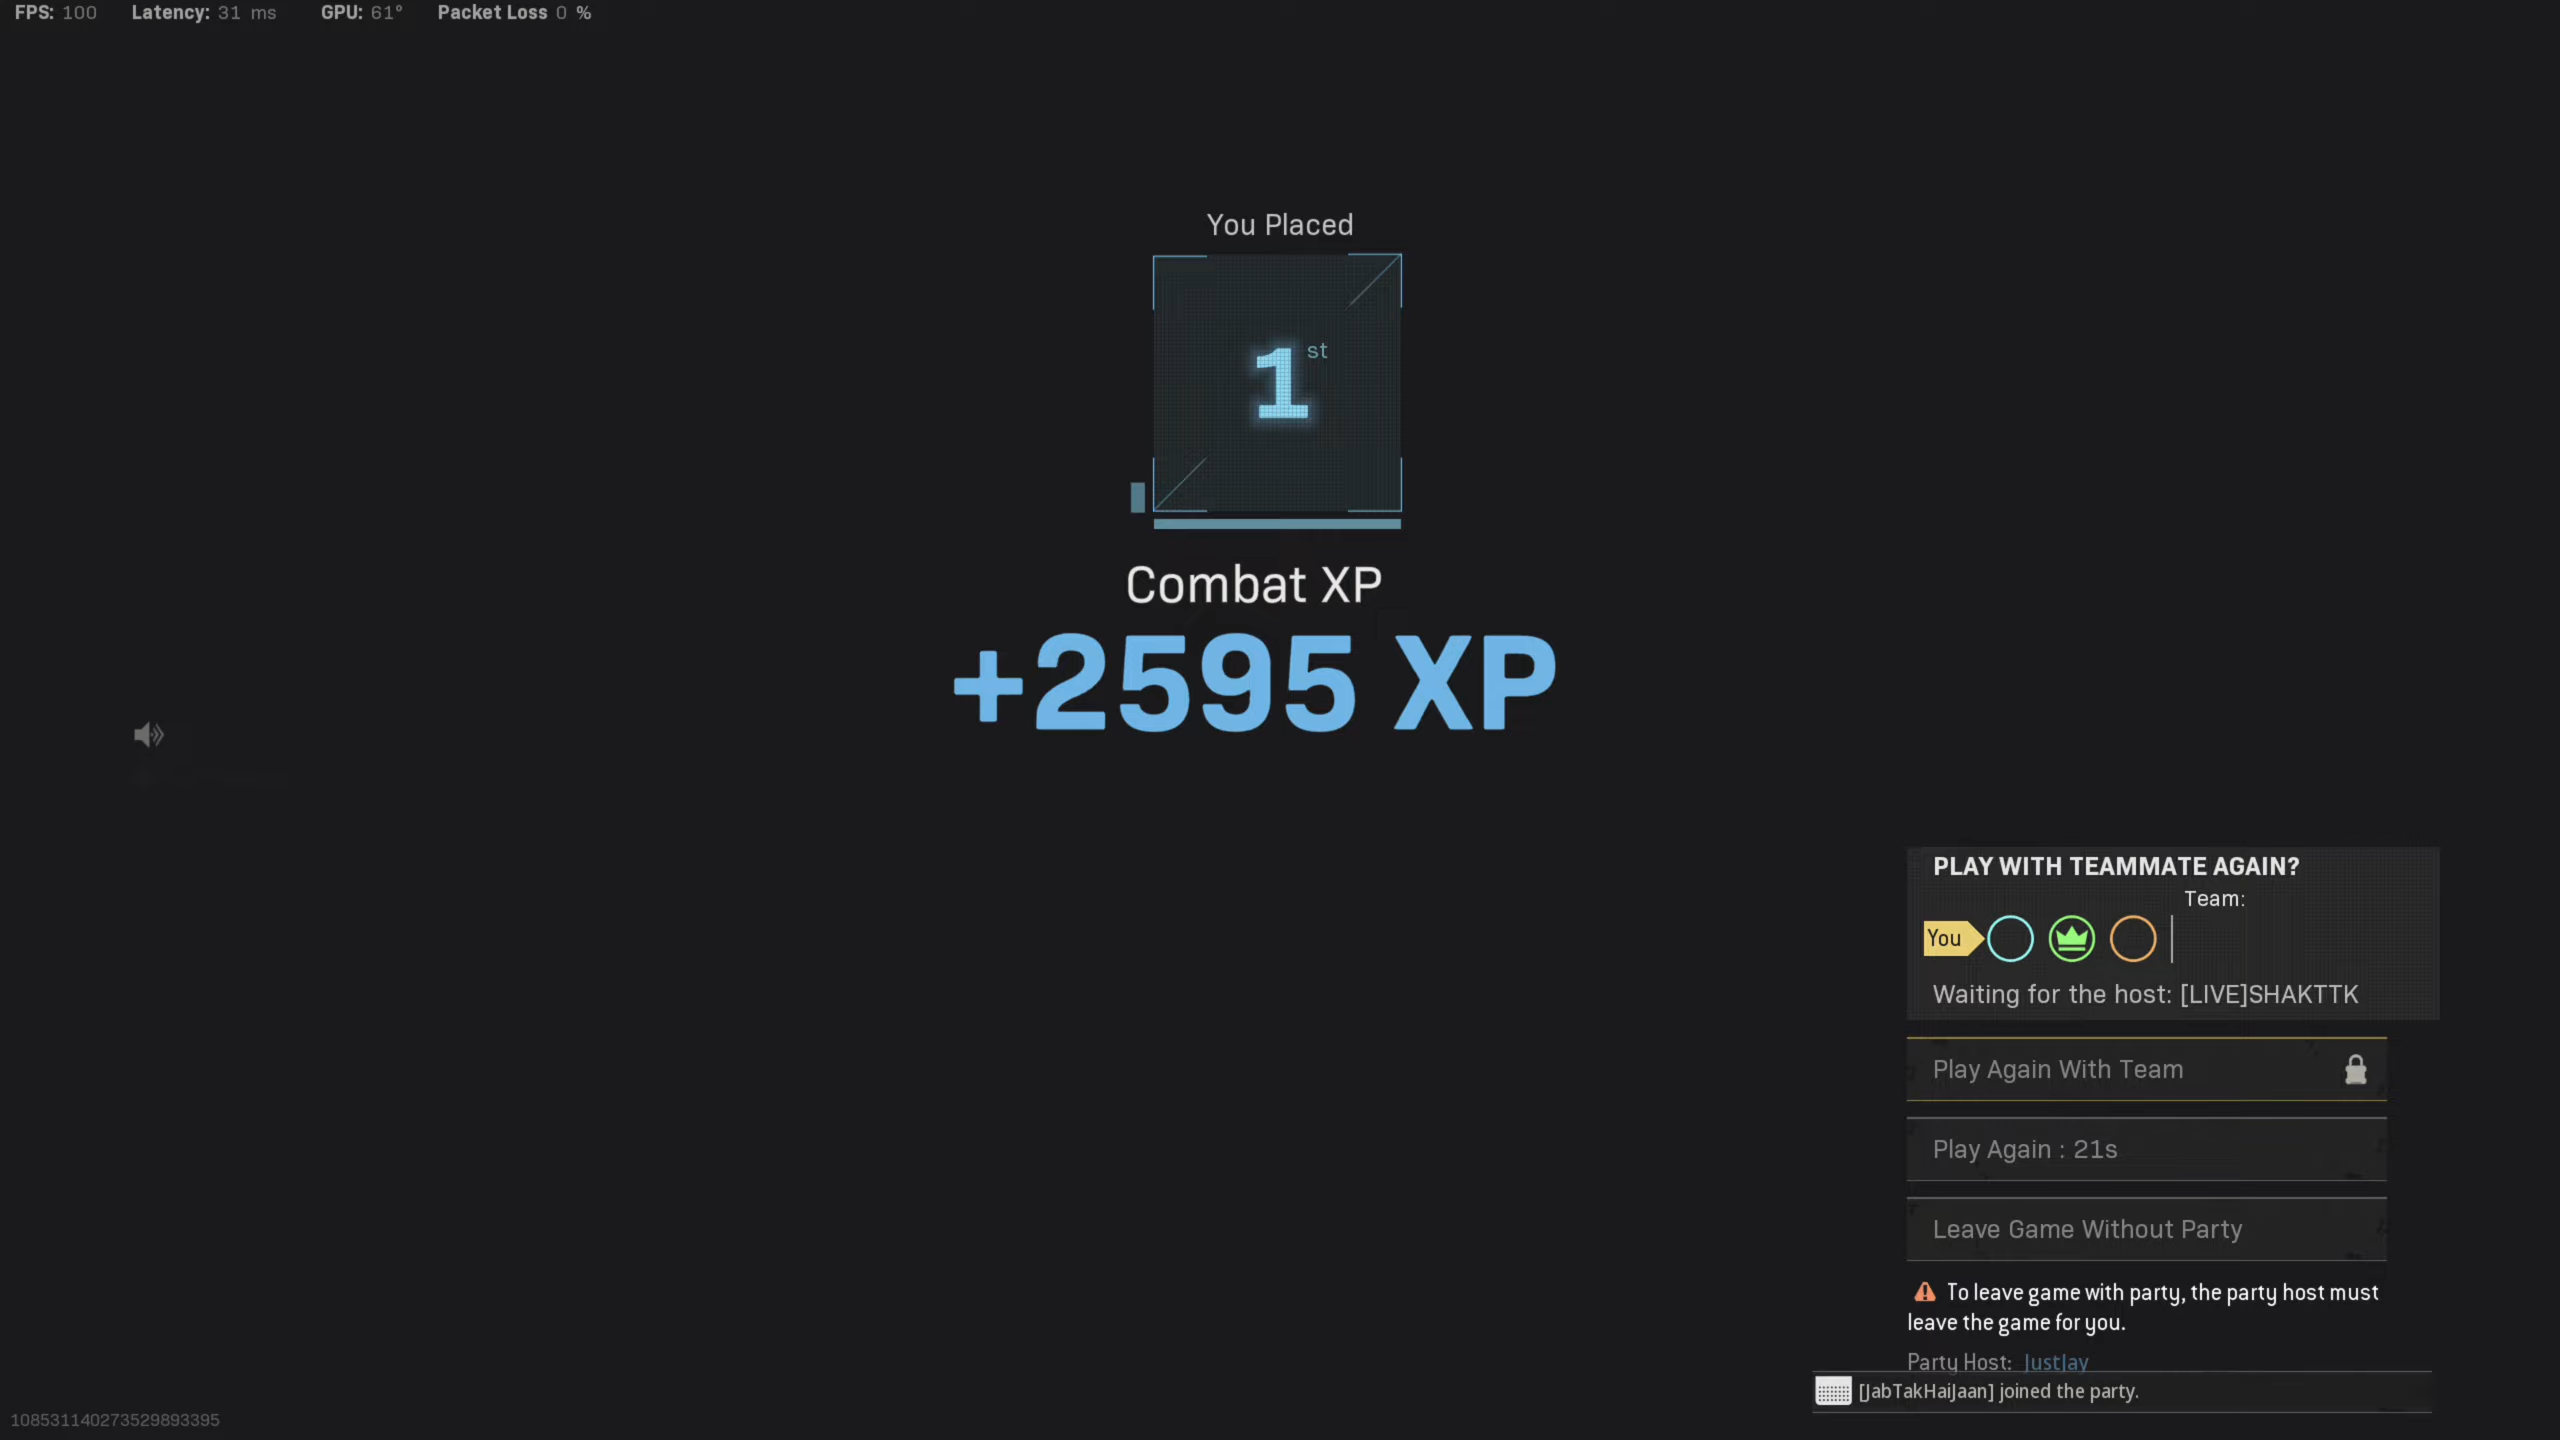 FPS: 100 Latency: 31 ms GPU: 61° Packet Loss 0 %
You Placed
1st
Combat XP
+2595 XP
PLAY WITH TEAMMATE AGAIN?
Team:
You
Waiting for the host: [LIVE]SHAKTTK
Play Again With Team
Play Again : 21s
Leave Game Without Party
To leave game with party, the party host must
leave the game for you.
Party Host: JustJay
[JabTakHaiJaan] joined the party.
108531140273529893395